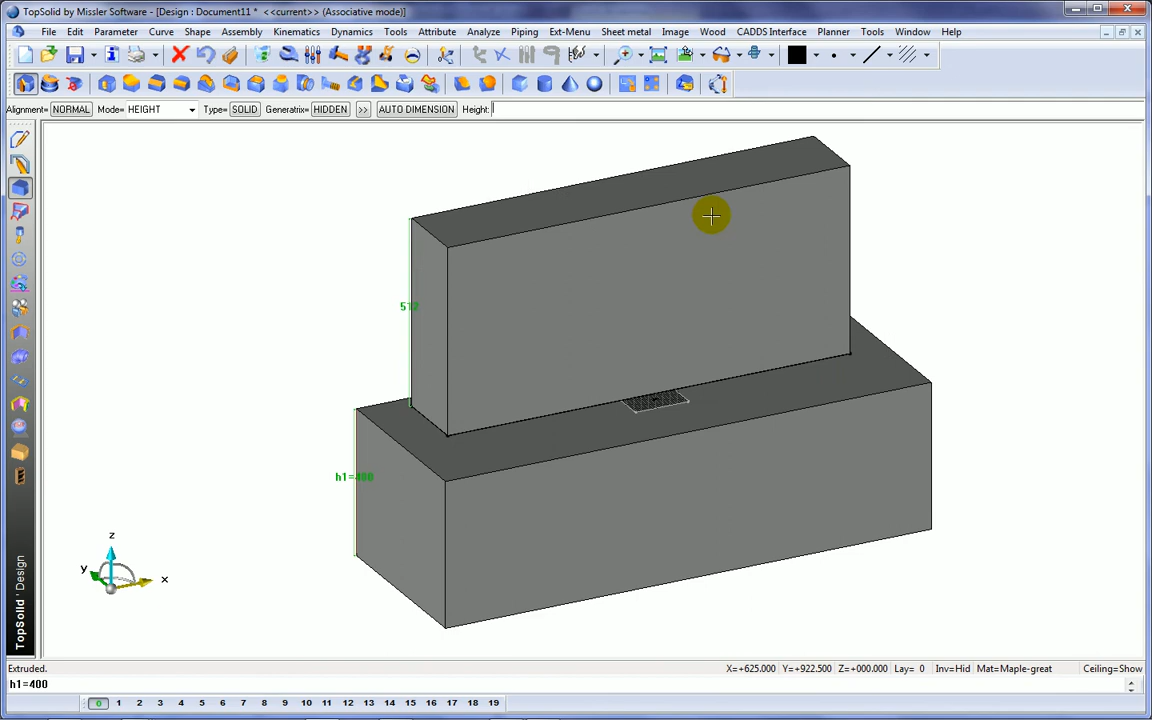 TopSolid by Missler Software - [Design : Document11 *  <<current>> (Associative mode)]
File Edit Parameter Curve Shape Assembly Kinematics Dynamics Tools Attribute Analyze Piping Ext-Menu Sheet metal Image Wood CADDS Interface Planner Tools Window Help
Alignment= NORMAL Mode= HEIGHT Type= SOLID Generatrix= HIDDEN >> AUTO DIMENSION Height:
h1=400
z
y
x
TopSolid'Design
Extruded. X=+625.000 Y=+922.500 Z=+000.000 Lay= 0 Inv=Hid Mat=Maple-great Ceiling=Show
h1=400
0 1 2 3 4 5 6 7 8 9 10 11 12 13 14 15 16 17 18 19